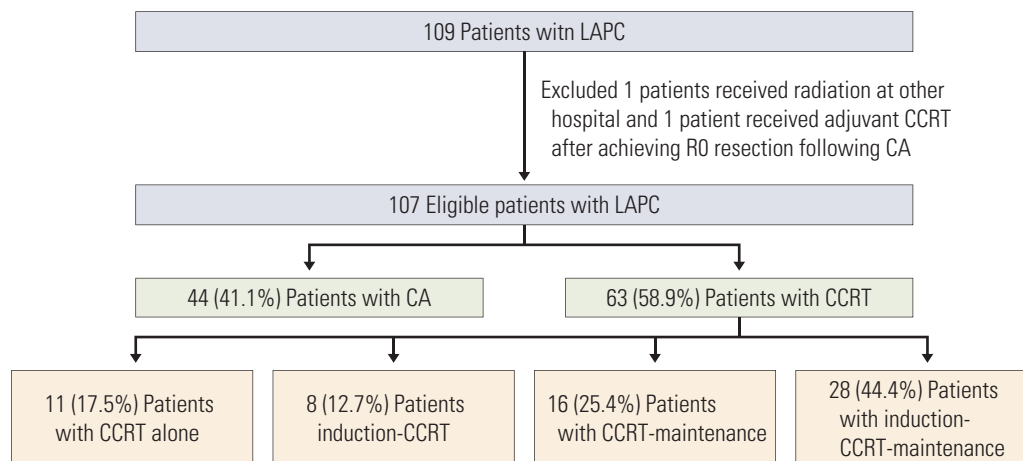 109 Patients witn LAPC
Excluded 1 patients received radiation at other
hospital and 1 patient received adjuvant CCRT
after achieving R0 resection following CA
107 Eligible patients with LAPC
44 (41.1%) Patients with CA
63 (58.9%) Patients with CCRT
11 (17.5%) Patients
with CCRT alone
8 (12.7%) Patients
induction-CCRT
16 (25.4%) Patients
with CCRT-maintenance
28 (44.4%) Patients
with induction-
CCRT-maintenance